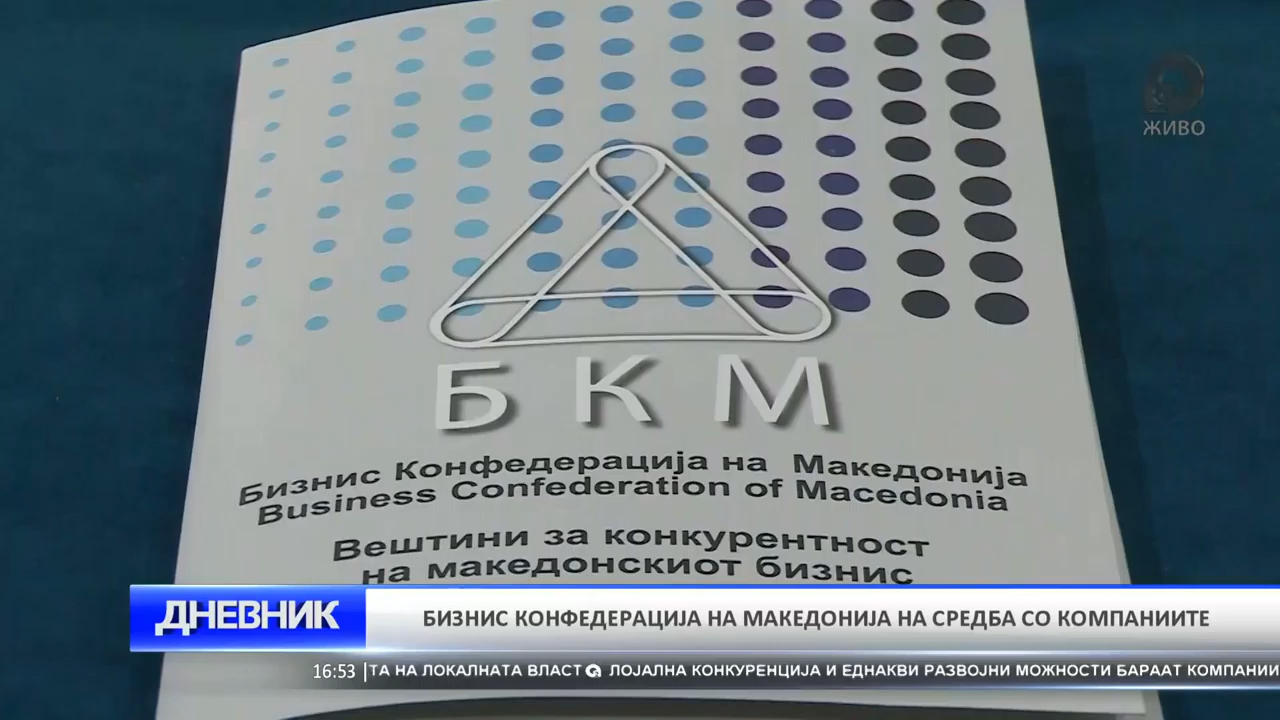 ЖИВО
БКМ
Бизнис Конфедерација на Македонија
Business Confederation of Macedonia
Вештини за конкурентност
на македонскиот бизнис
ДНЕВНИК
БИЗНИС КОНФЕДЕРАЦИЈА НА МАКЕДОНИЈА НА СРЕДБА СО КОМПАНИИТЕ
16:53
ТА НА ЛОКАЛНАТА ВЛАСТ ЛОЈАЛНА КОНКУРЕНЦИЈА И ЕДНАКВИ РАЗВОЈНИ МОЖНОСТИ БАРААТ КОМПАНИИ